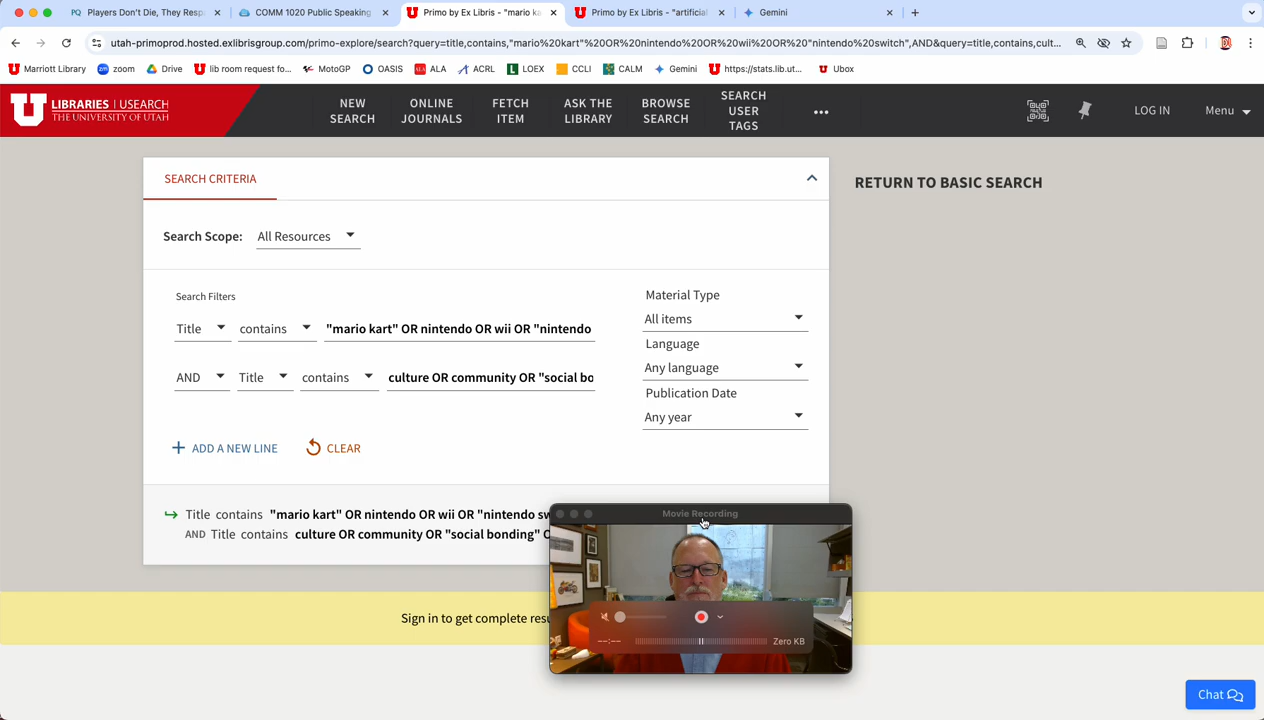 Players Don't Die, They Resp
COMM 1020 Public Speaking
Primo by Ex Libris - "mario ka
Primo by Ex Libris - "artificial
Gemini
utah-primoprod.hosted.exlibrisgroup.com/primo-explore/search?query=title,contains,"mario%20kart"%20OR%20nintendo%20OR%20wii%20OR%20"nintendo%20switch",AND&query=title,contains,cult...
Marriott Library zoom Drive lib room request fo... MotoGP OASIS ALA ACRL LOEX CCLI CALM Gemini https://stats.lib.ut... Ubox
LIBRARIES | USEARCH
THE UNIVERSITY OF UTAH
NEW SEARCH
ONLINE JOURNALS
FETCH ITEM
ASK THE LIBRARY
BROWSE SEARCH
SEARCH USER TAGS
LOG IN
Menu
SEARCH CRITERIA
RETURN TO BASIC SEARCH
Search Scope: All Resources
Search Filters
Title contains "mario kart" OR nintendo OR wii OR "nintendo
AND Title contains culture OR community OR "social bo
Material Type
All items
Language
Any language
Publication Date
Any year
ADD A NEW LINE
CLEAR
Title contains "mario kart" OR nintendo OR wii OR "nintendo sw
AND Title contains culture OR community OR "social bonding" O
Movie Recording
--:--
Zero KB
Sign in to get complete resu
Chat